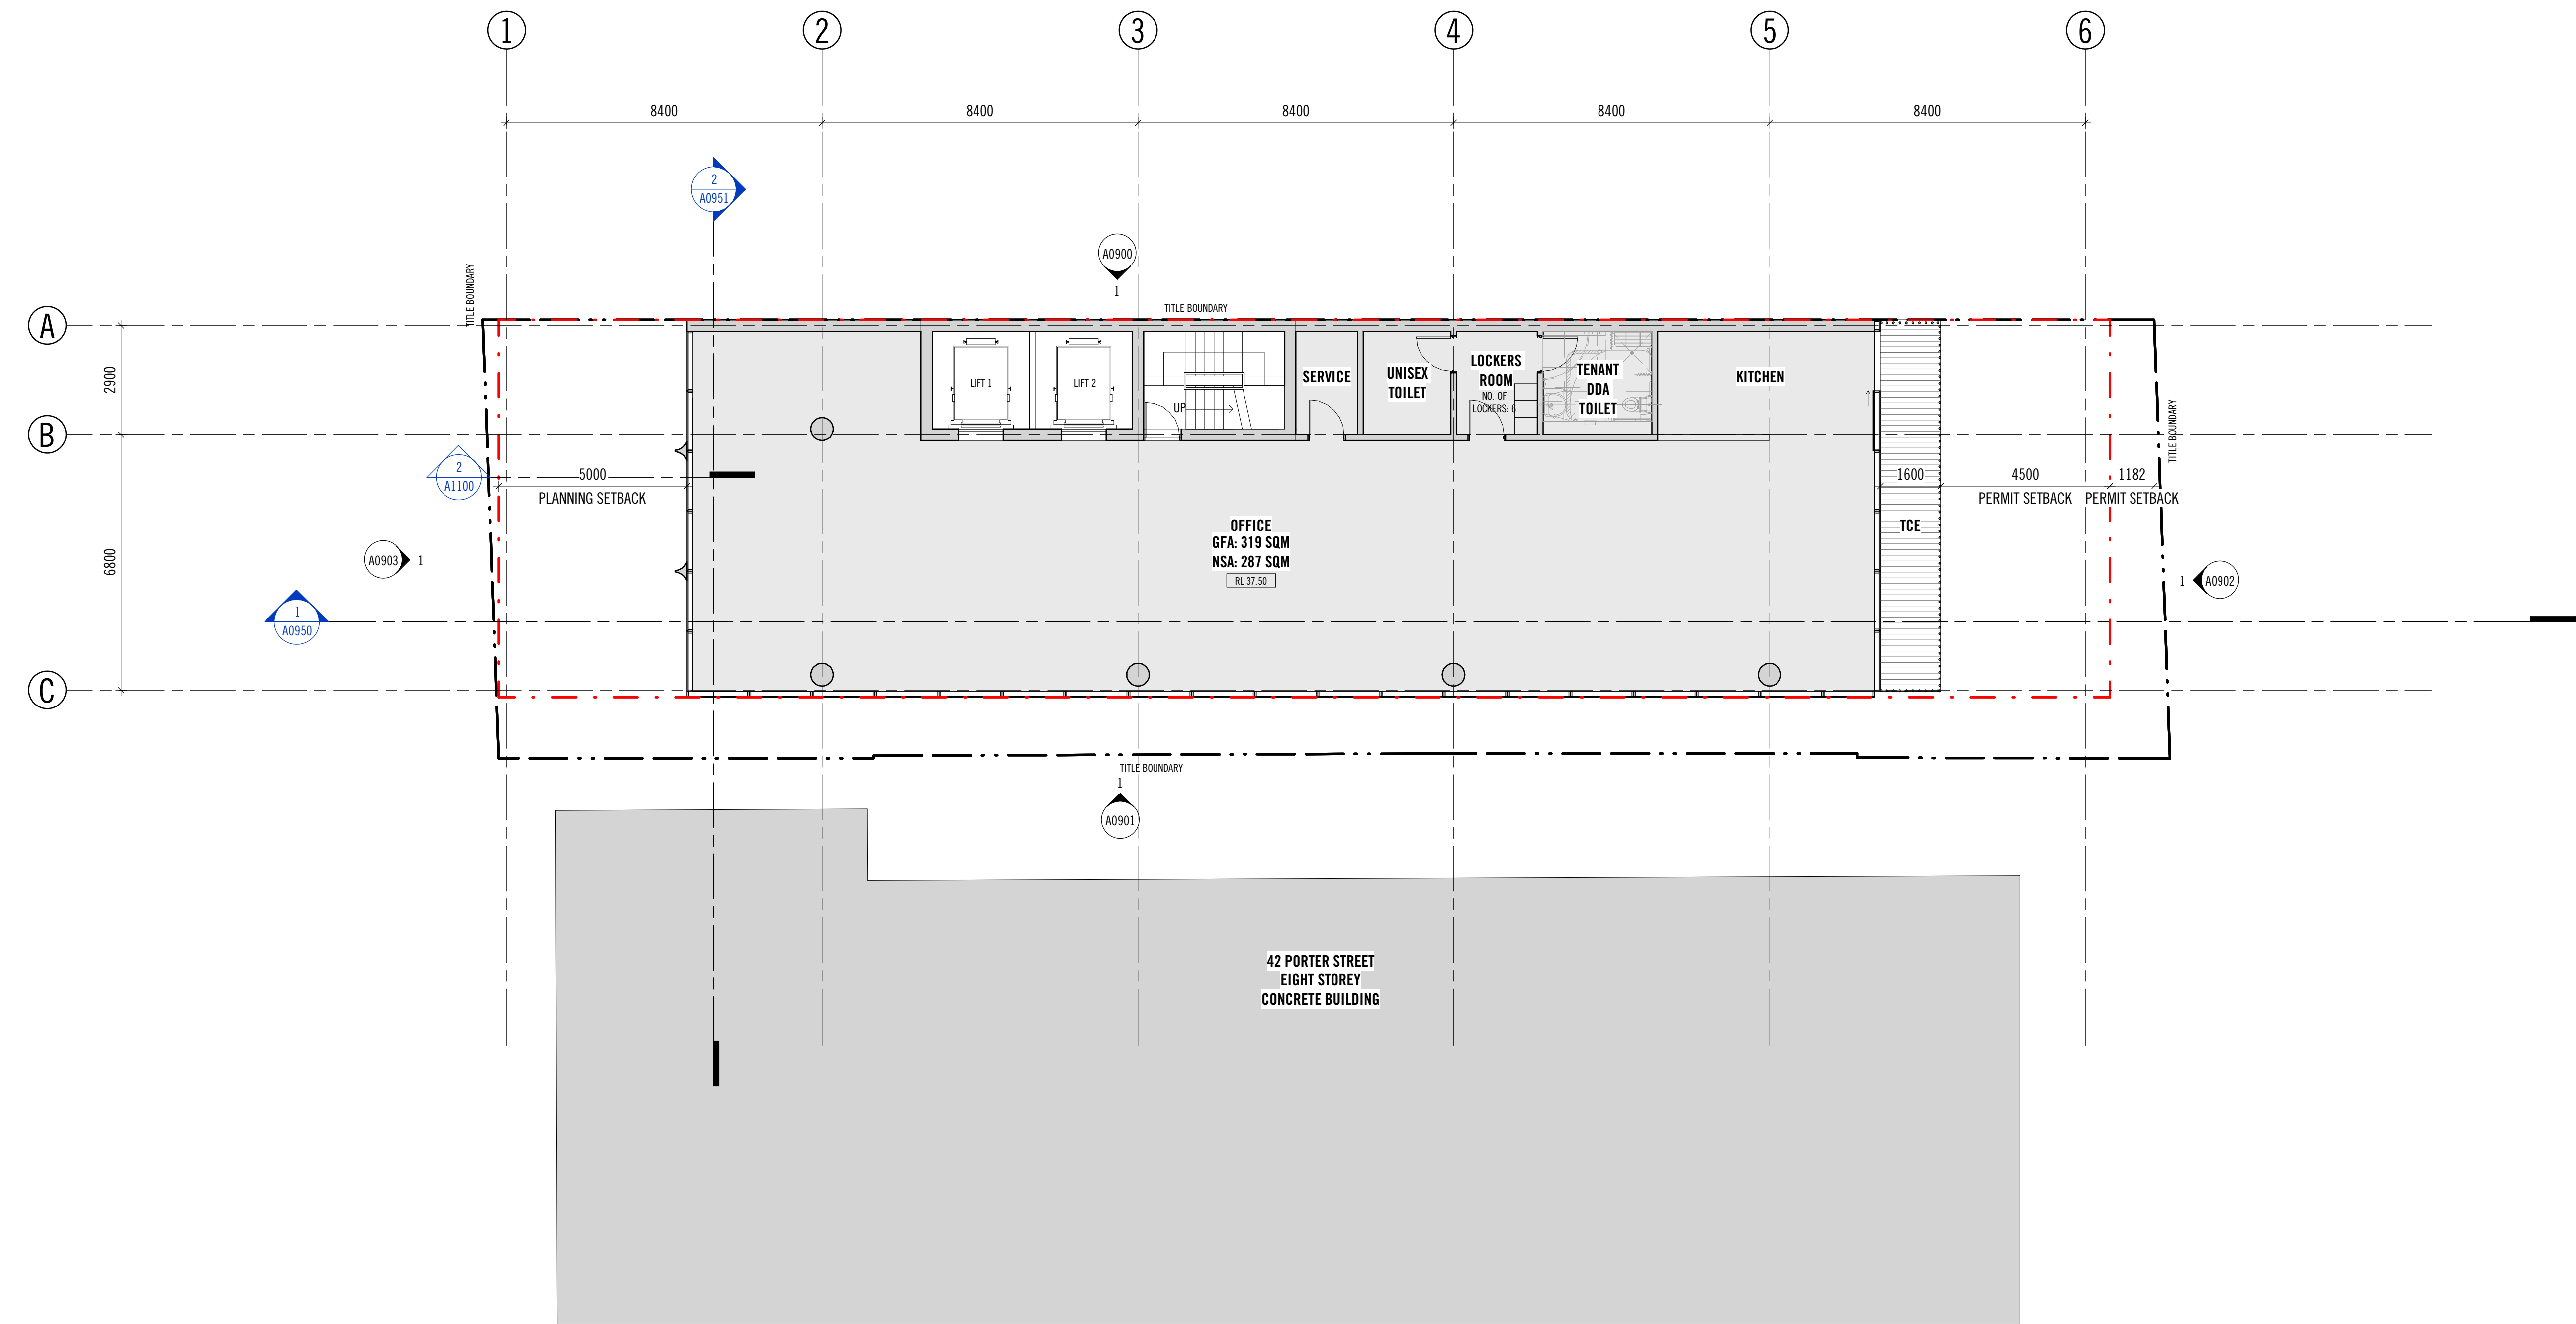 1
2
3
4
5
6
8400
8400
8400
8400
8400
2
A0951
A0900
1
TITLE BOUNDARY
TITLE BOUNDARY
A
2900
LIFT 1
LIFT 2
UP
SERVICE
UNISEX
TOILET
LOCKERS
ROOM
NO. OF
LOCKERS: 6
TENANT
DDA
TOILET
KITCHEN
B
TITLE BOUNDARY
2
A1100
5000
PLANNING SETBACK
1600
4500
PERMIT SETBACK
1182
PERMIT SETBACK
6800
OFFICE
GFA: 319 SQM
NSA: 287 SQM
RL 37.50
TCE
A0903
1
1
A0902
1
A0950
C
TITLE BOUNDARY
1
A0901
42 PORTER STREET
EIGHT STOREY
CONCRETE BUILDING